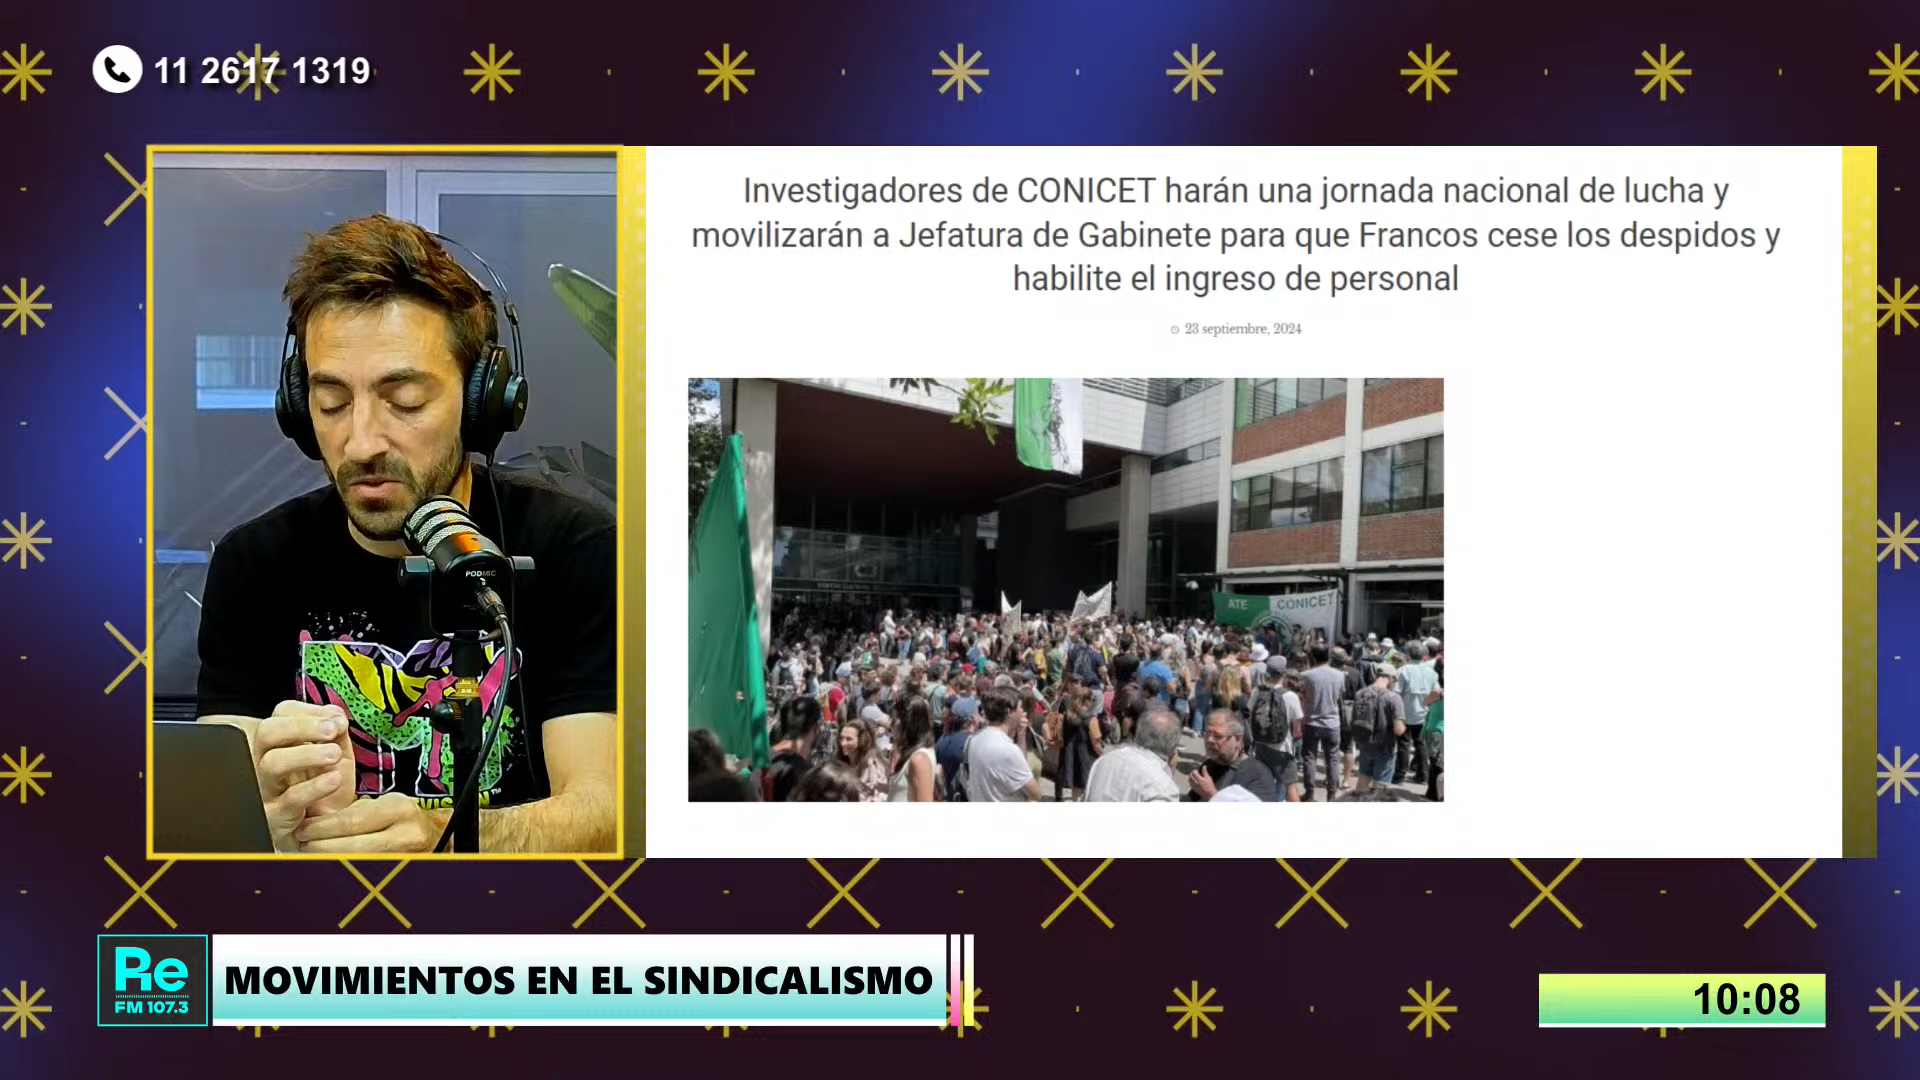 11 2617 1319
Investigadores de CONICET harán una jornada nacional de lucha y
movilizarán a Jefatura de Gabinete para que Francos cese los despidos y
habilite el ingreso de personal
23 septiembre, 2024
ATE CONICET
PODMIC
Re
FM 107.3
MOVIMIENTOS EN EL SINDICALISMO
10:08